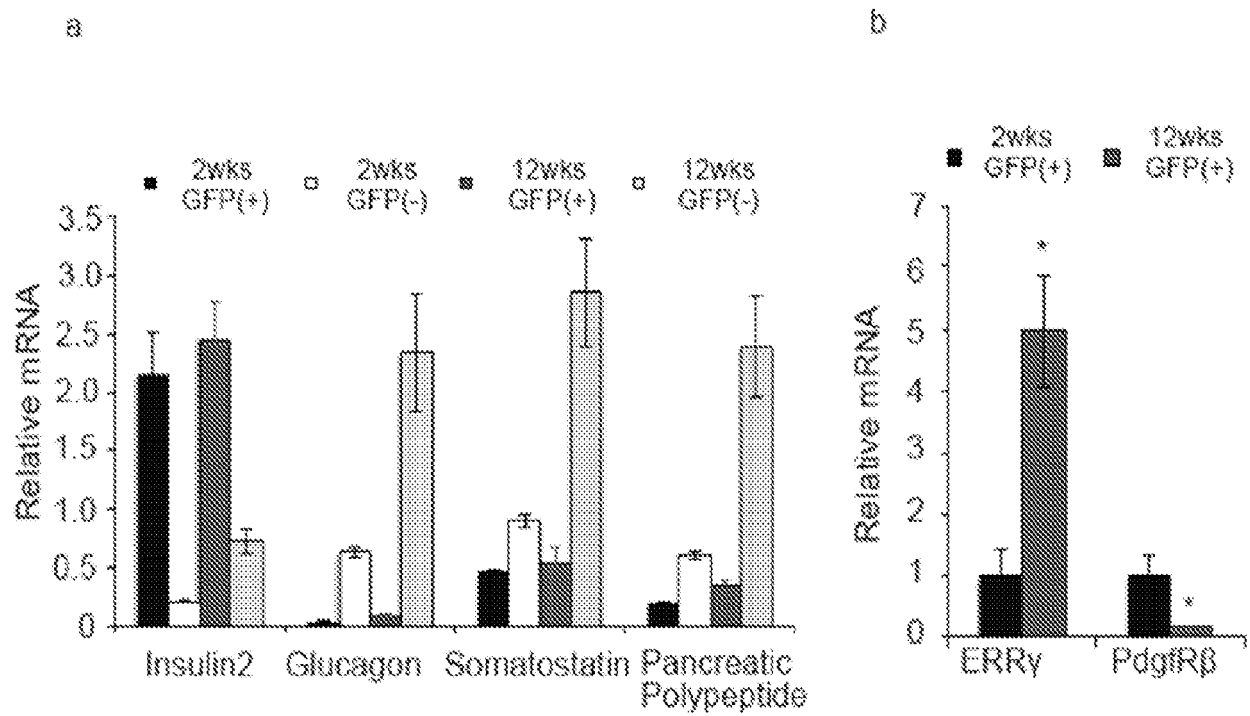 a
2wks GFP(+)
2wks GFP(-)
12wks GFP(+)
12wks GFP(-)
Relative mRNA
3.5
3.0
2.5
2.0
1.5
1.0
0.5
0
Insulin2
Glucagon
Somatostatin
Pancreatic
Polypeptide
b
2wks GFP(+)
12wks GFP(+)
Relative mRNA
7
6
5
4
3
2
1
0
*
*
ERRγ
PdgfRβ